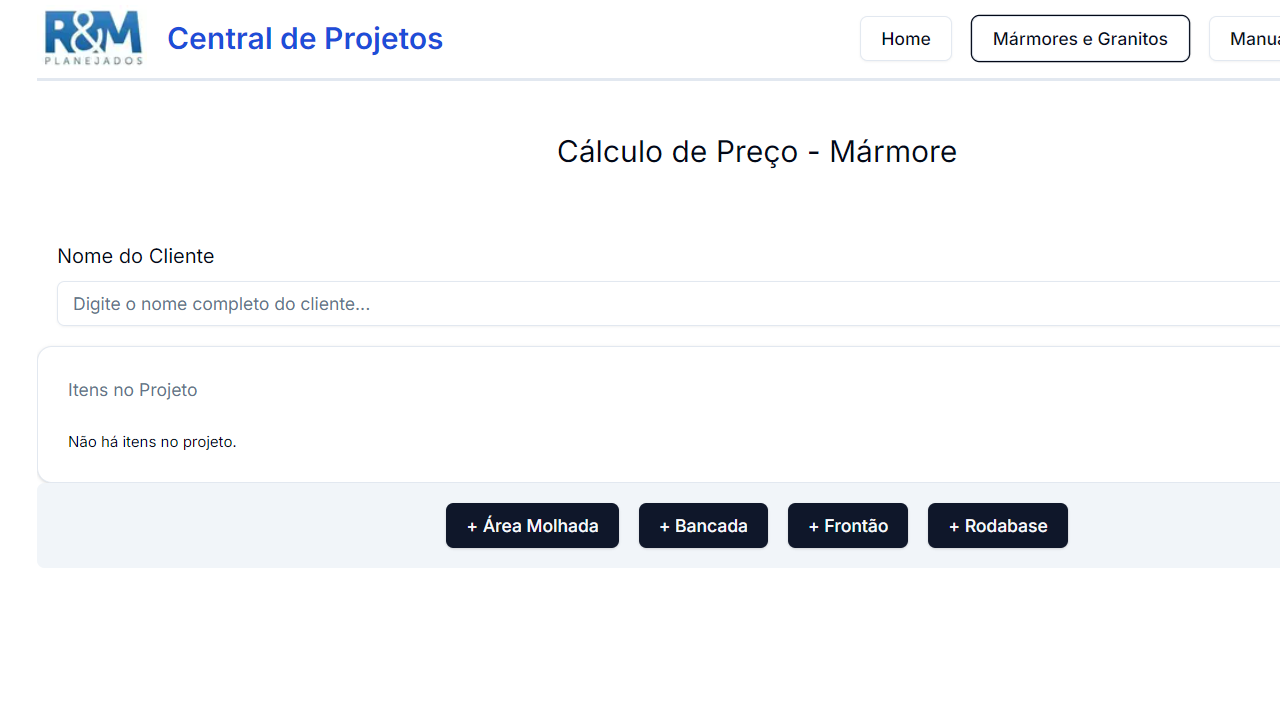 R&M
PLANEJADOS
Central de Projetos
Home
Mármores e Granitos
Cálculo de Preço - Mármore
Nome do Cliente
Digite o nome completo do cliente...
Itens no Projeto
Não há itens no projeto.
+ Área Molhada
+ Bancada
+ Frontão
+ Rodabase